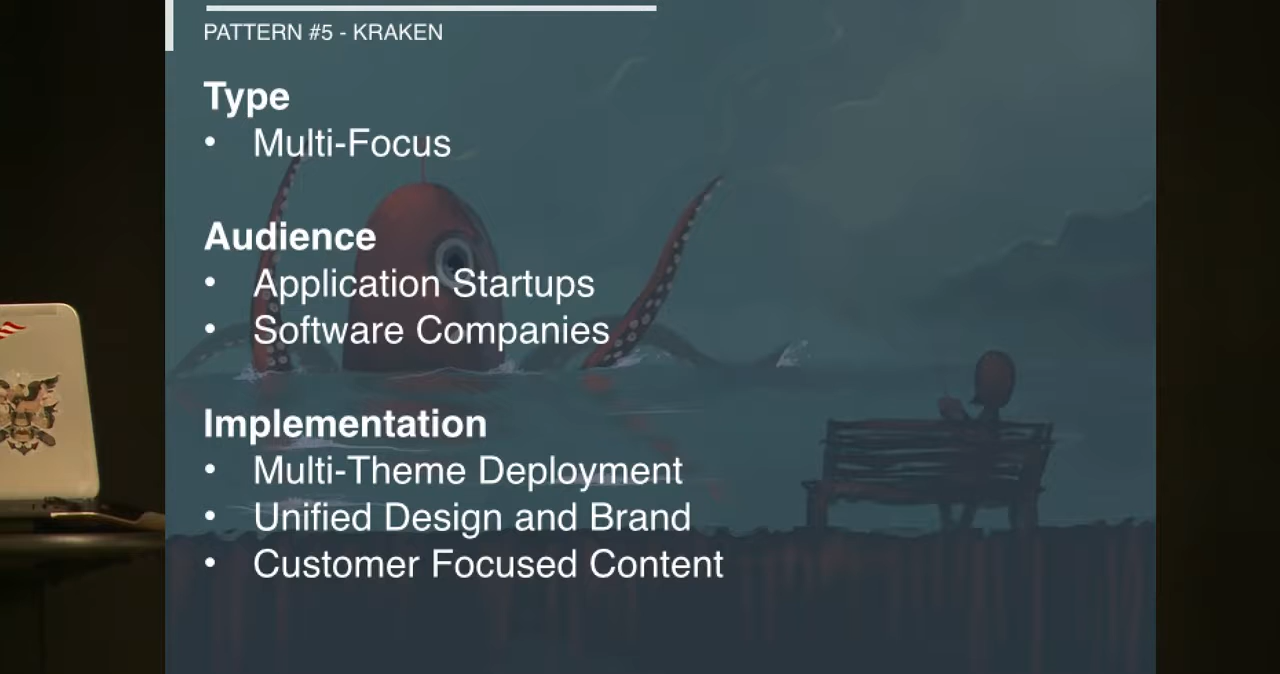 PATTERN #5 - KRAKEN
Type
• Multi-Focus
Audience
• Application Startups
• Software Companies
Implementation
• Multi-Theme Deployment
• Unified Design and Brand
• Customer Focused Content